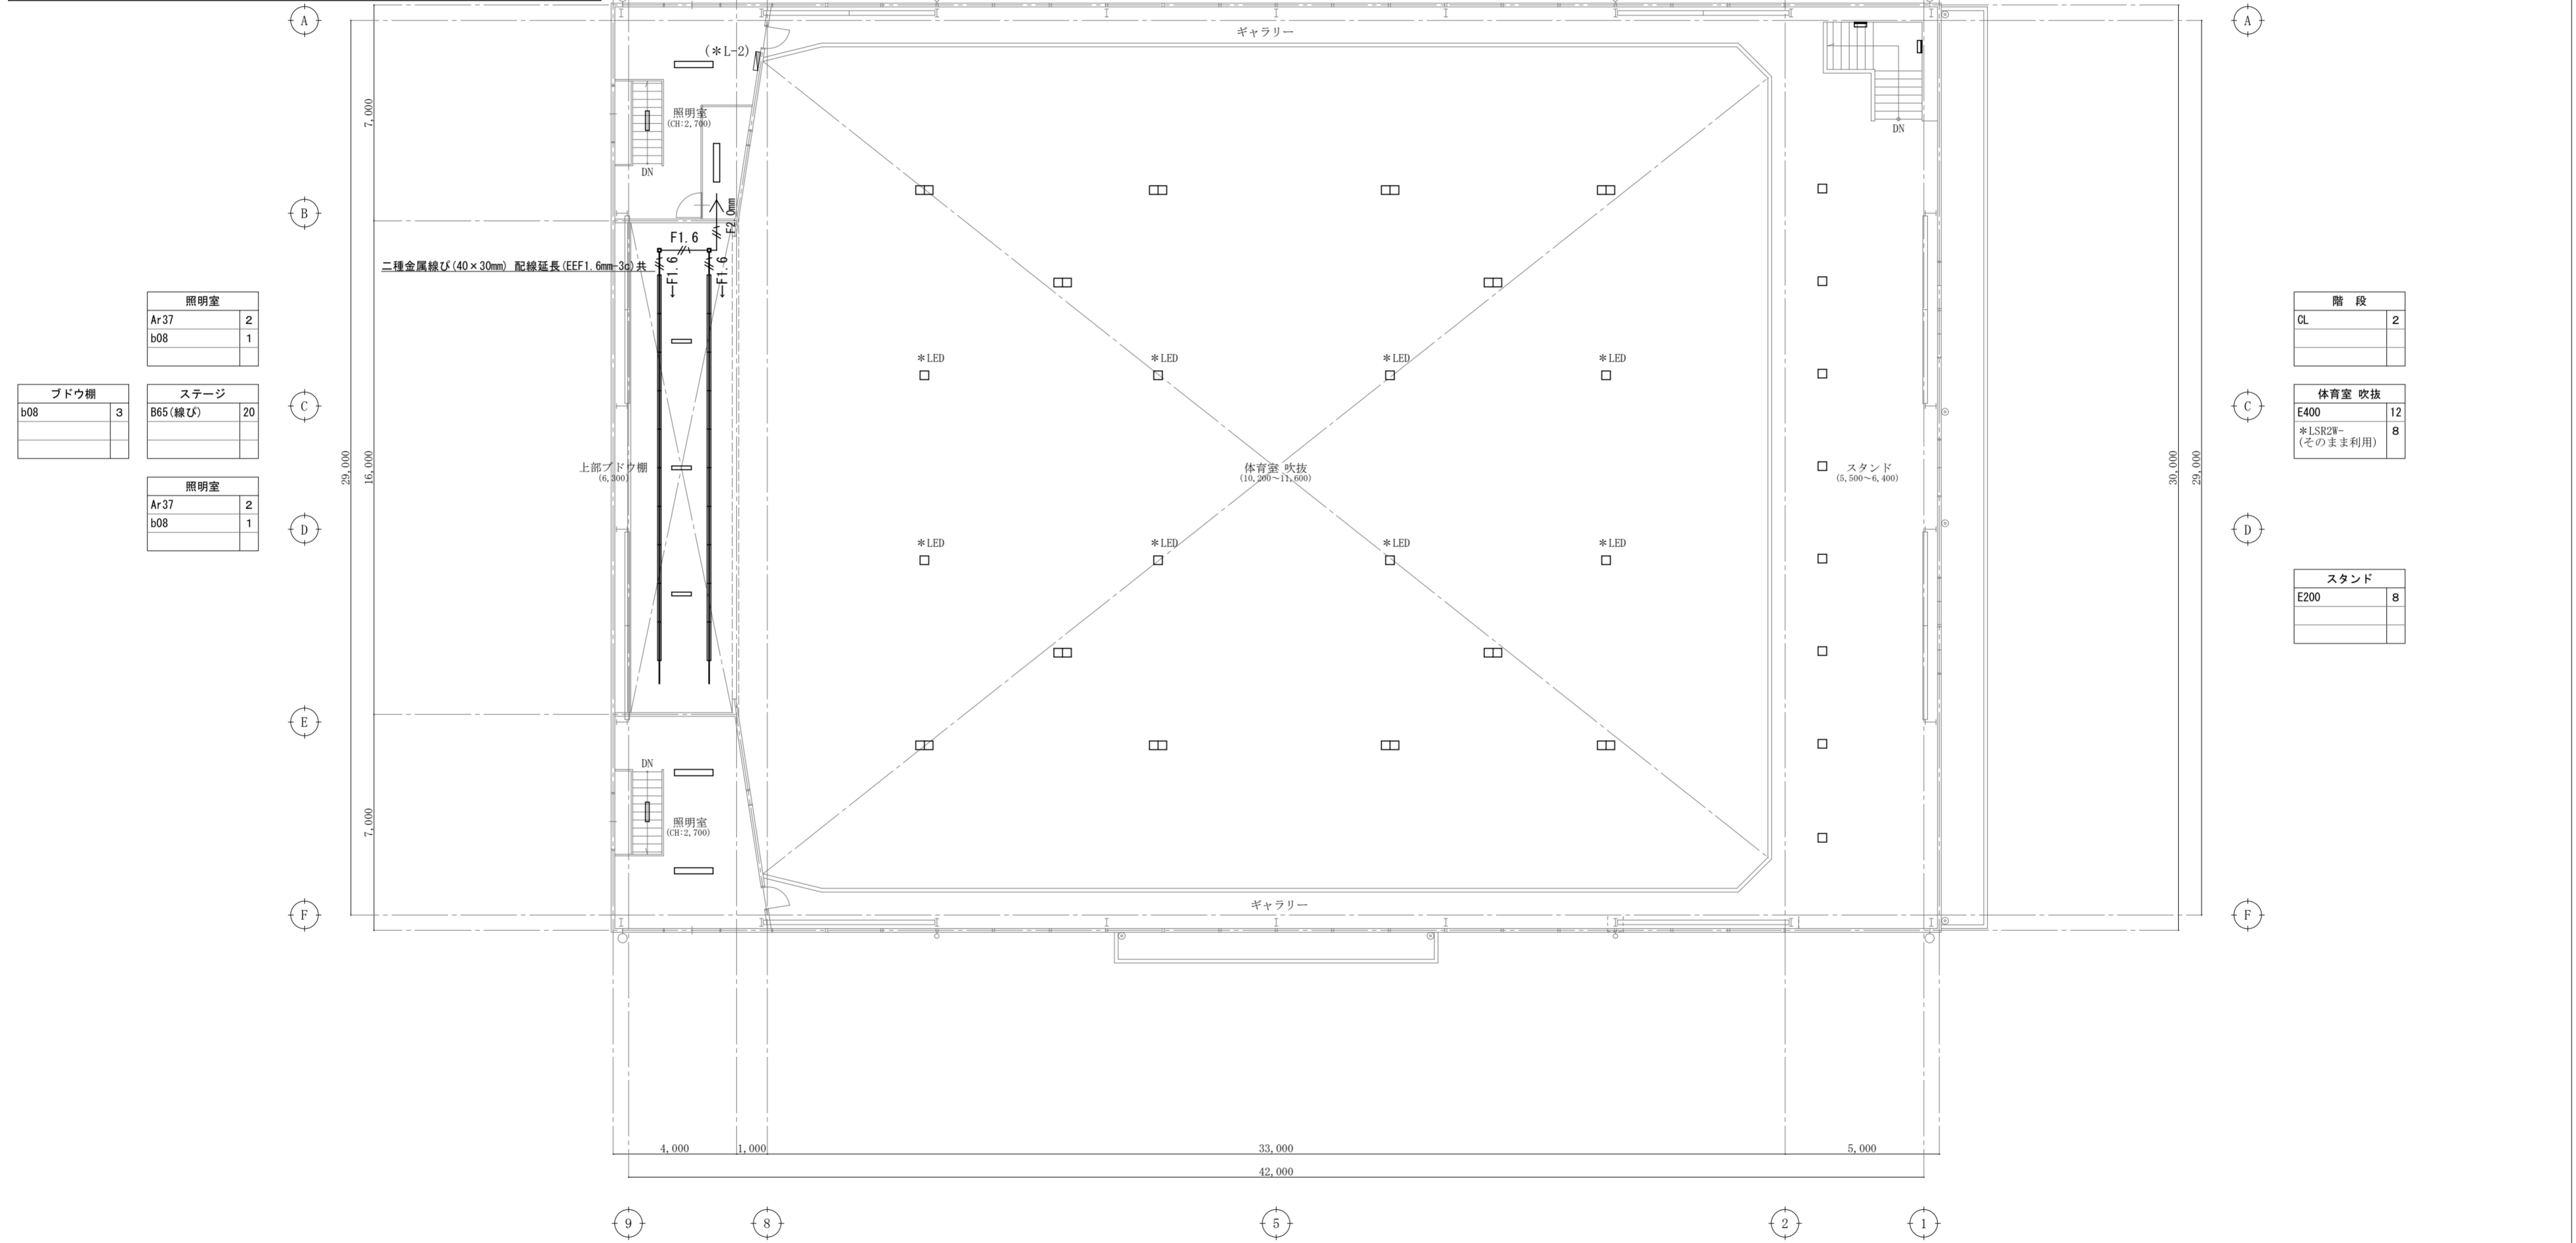 A
ギャラリー
A
(＊L-2)
照明室
(CH:2,700)
7,000
DN
DN
B
F2.0mm
F1.6
二種金属線ぴ(40×30mm) 配線延長(EEF1.6mm-3c)共
F1.6
F1.6
照明室
Ar37 2
b08 1
階 段
CL 2
＊LED
＊LED
＊LED
＊LED
ブドウ棚
b08 3
ステージ
B65(線ぴ) 20
C
C
体育室 吹抜
E400 12
＊LSR2W-
(そのまま利用) 8
29,000
16,000
上部ブドウ棚
(6,300)
体育室 吹抜
(10,200～11,600)
スタンド
(5,500～6,400)
30,000
29,000
照明室
Ar37 2
b08 1
D
D
＊LED
＊LED
＊LED
＊LED
スタンド
E200 8
E
DN
照明室
(CH:2,700)
7,000
F
ギャラリー
F
4,000
1,000
33,000
5,000
42,000
9
8
5
2
1